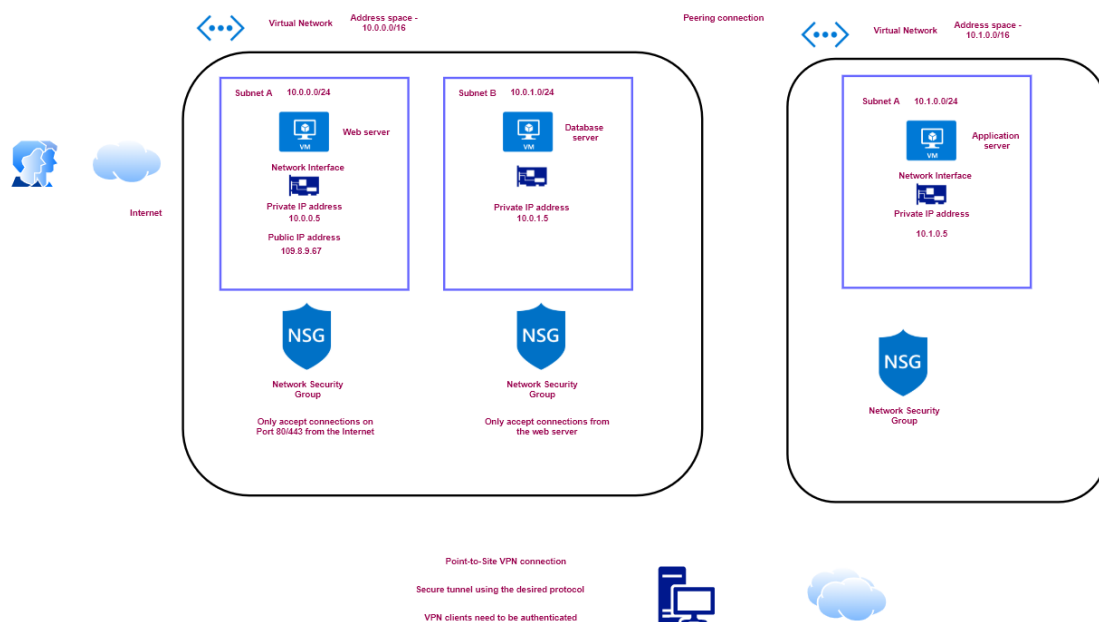 Virtual Network
Address space -
10.0.0.0/16
Peering connection
Virtual Network
Address space -
10.1.0.0/16
Subnet A 10.0.0.0/24
VM
Web server
Network Interface
Private IP address
10.0.0.5
Public IP address
109.8.9.67
Subnet B 10.0.1.0/24
VM
Database
server
Private IP address
10.0.1.5
Subnet A 10.1.0.0/24
VM
Application
server
Network Interface
Private IP address
10.1.0.5
Internet
NSG
Network Security
Group
Only accept connections on
Port 80/443 from the Internet
NSG
Network Security
Group
Only accept connections from
the web server
NSG
Network Security
Group
Point-to-Site VPN connection
Secure tunnel using the desired protocol
VPN clients need to be authenticated